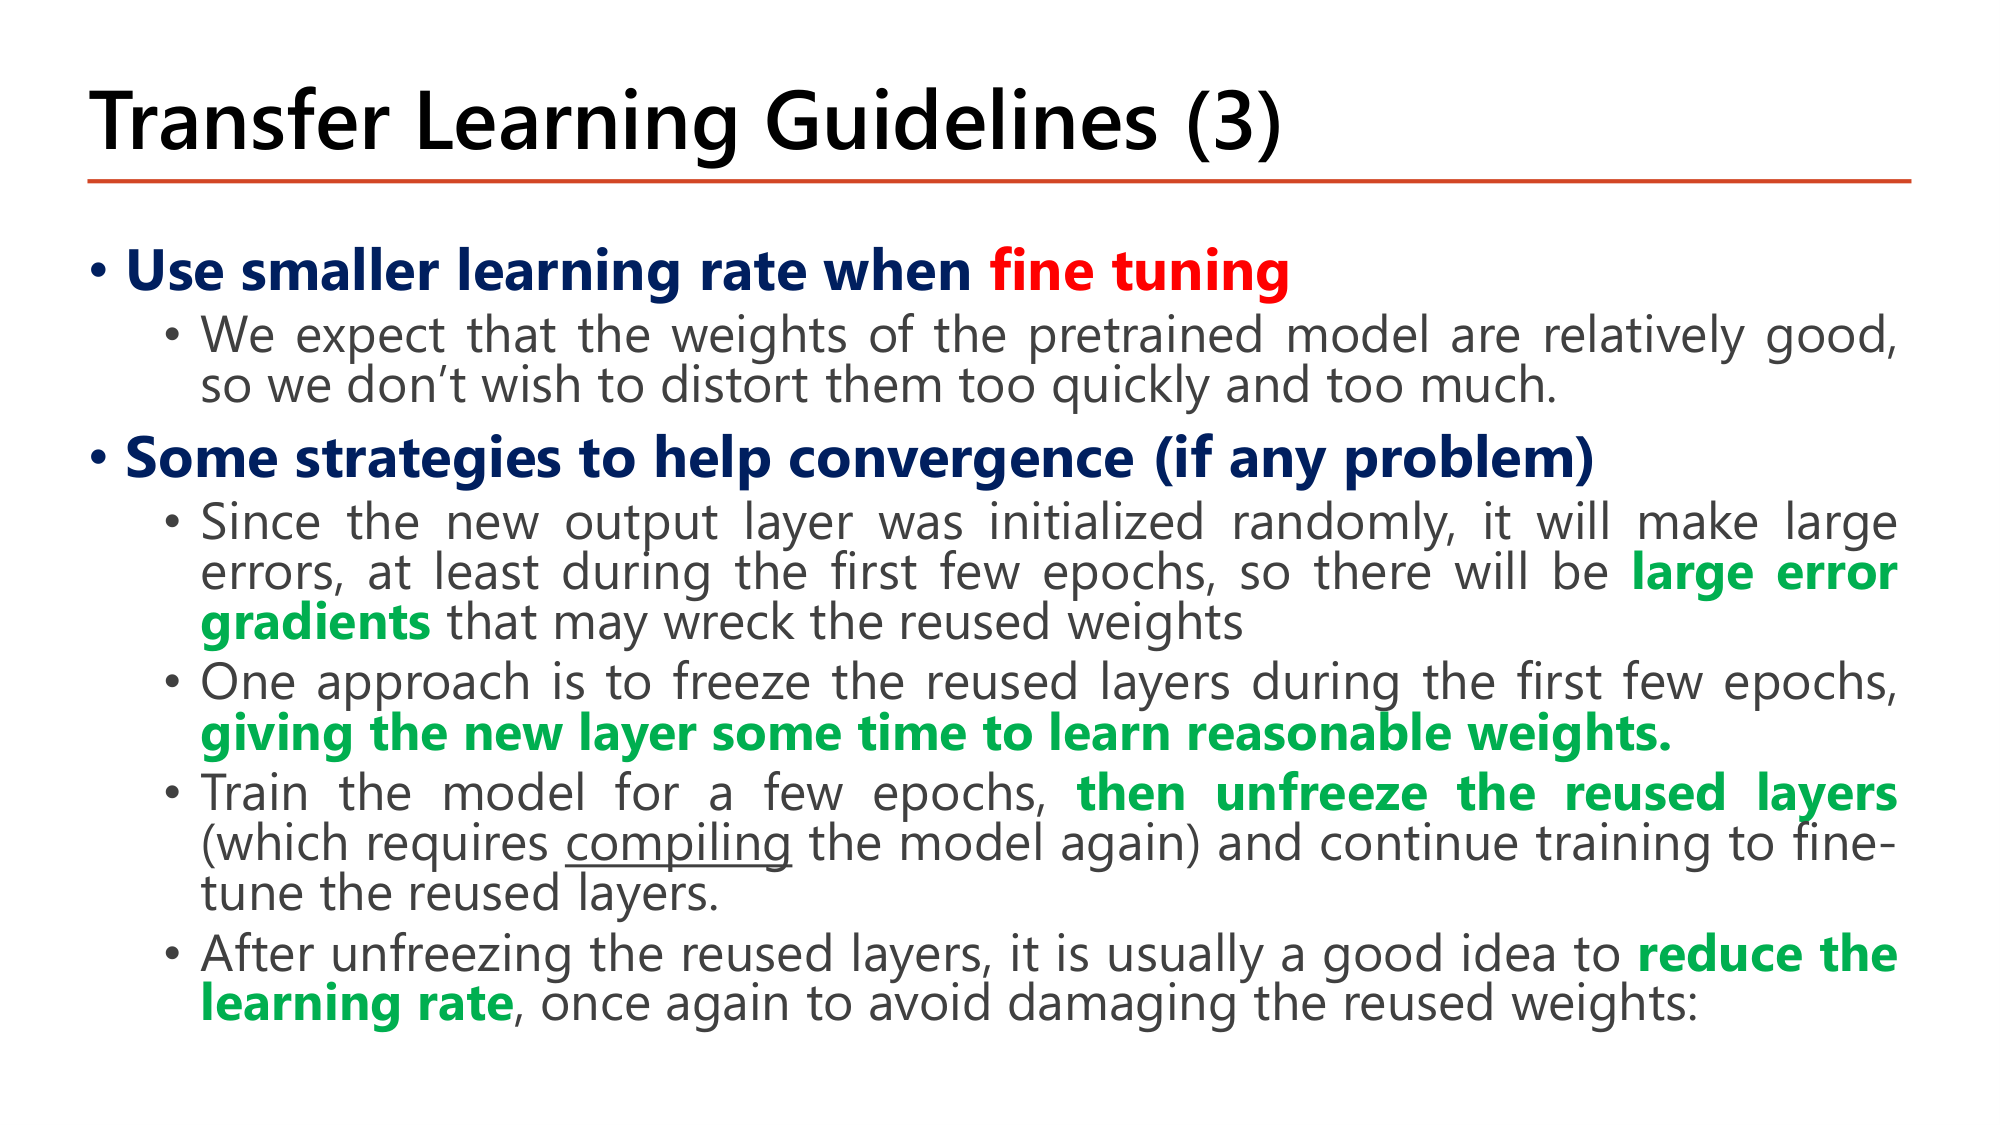 Transfer Learning Guidelines (3)
• Use smaller learning rate when fine tuning
• We expect that the weights of the pretrained model are relatively good,
so we don’t wish to distort them too quickly and too much.
• Some strategies to help convergence (if any problem)
• Since the new output layer was initialized randomly, it will make large
errors, at least during the first few epochs, so there will be large error
gradients that may wreck the reused weights
• One approach is to freeze the reused layers during the first few epochs,
giving the new layer some time to learn reasonable weights.
• Train the model for a few epochs, then unfreeze the reused layers
(which requires compiling the model again) and continue training to fine-
tune the reused layers.
• After unfreezing the reused layers, it is usually a good idea to reduce the
learning rate, once again to avoid damaging the reused weights: